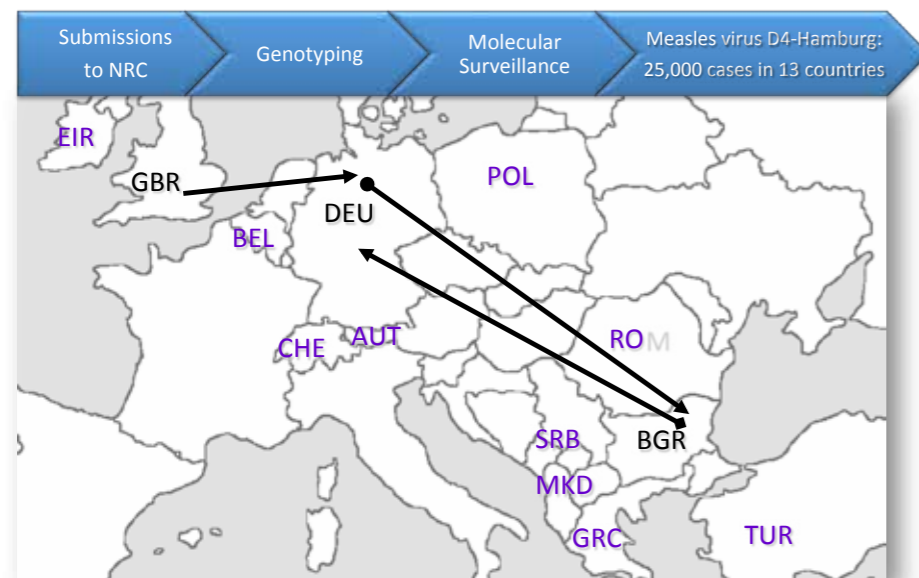 Submissions
to NRC
Genotyping
Molecular
Surveillance
Measles virus D4-Hamburg:
25,000 cases in 13 countries
EIR
GBR
POL
DEU
BEL
CHE
AUT
ROM
SRB
BGR
MKD
GRC
TUR